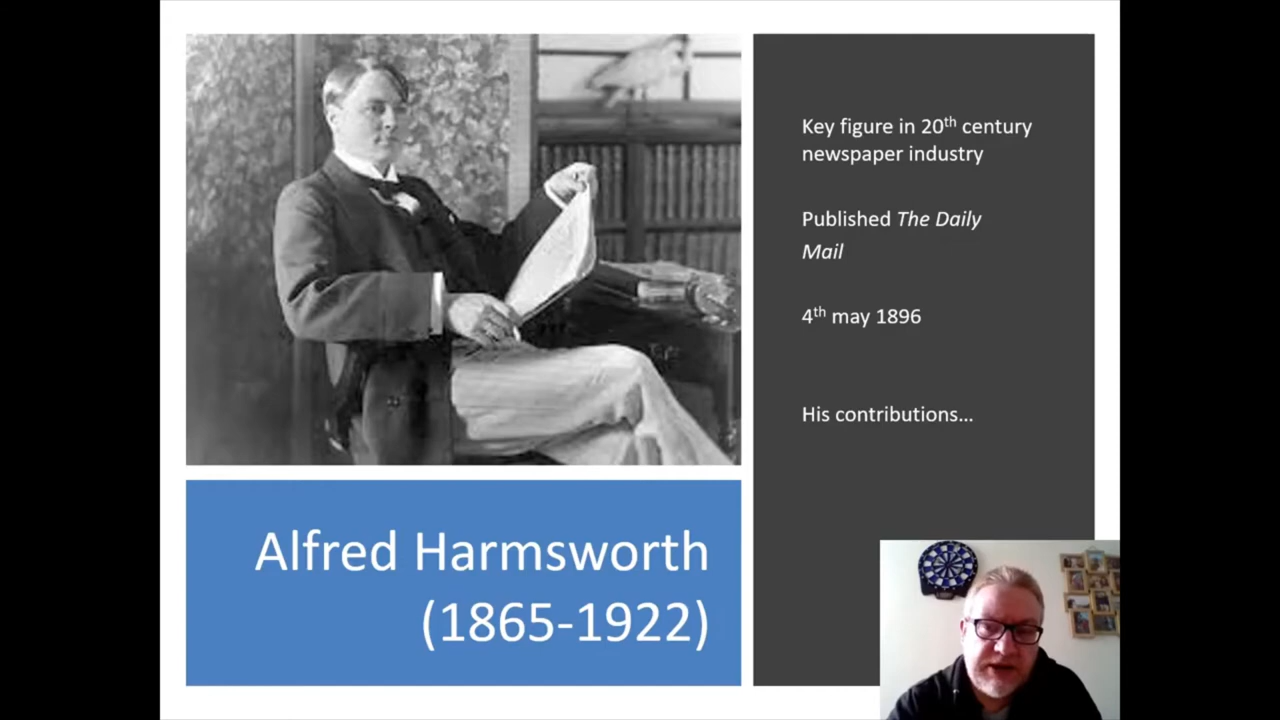 Key figure in 20th century
newspaper industry
Published The Daily
Mail
4th may 1896
His contributions…
Alfred Harmsworth
(1865-1922)